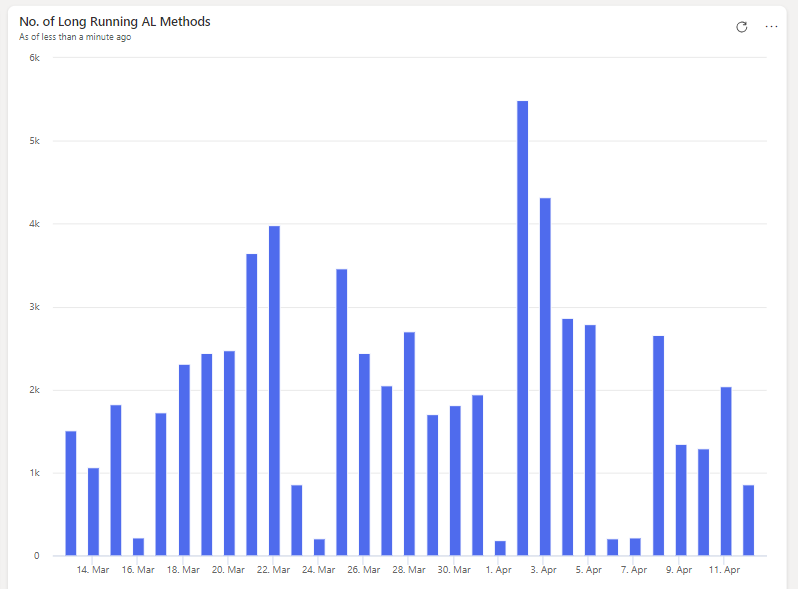 No. of Long Running AL Methods
As of less than a minute ago
6k
5k
4k
3k
2k
1k
0
14. Mar 16. Mar 18. Mar 20. Mar 22. Mar 24. Mar 26. Mar 28. Mar 30. Mar 1. Apr 3. Apr 5. Apr 7. Apr 9. Apr 11. Apr